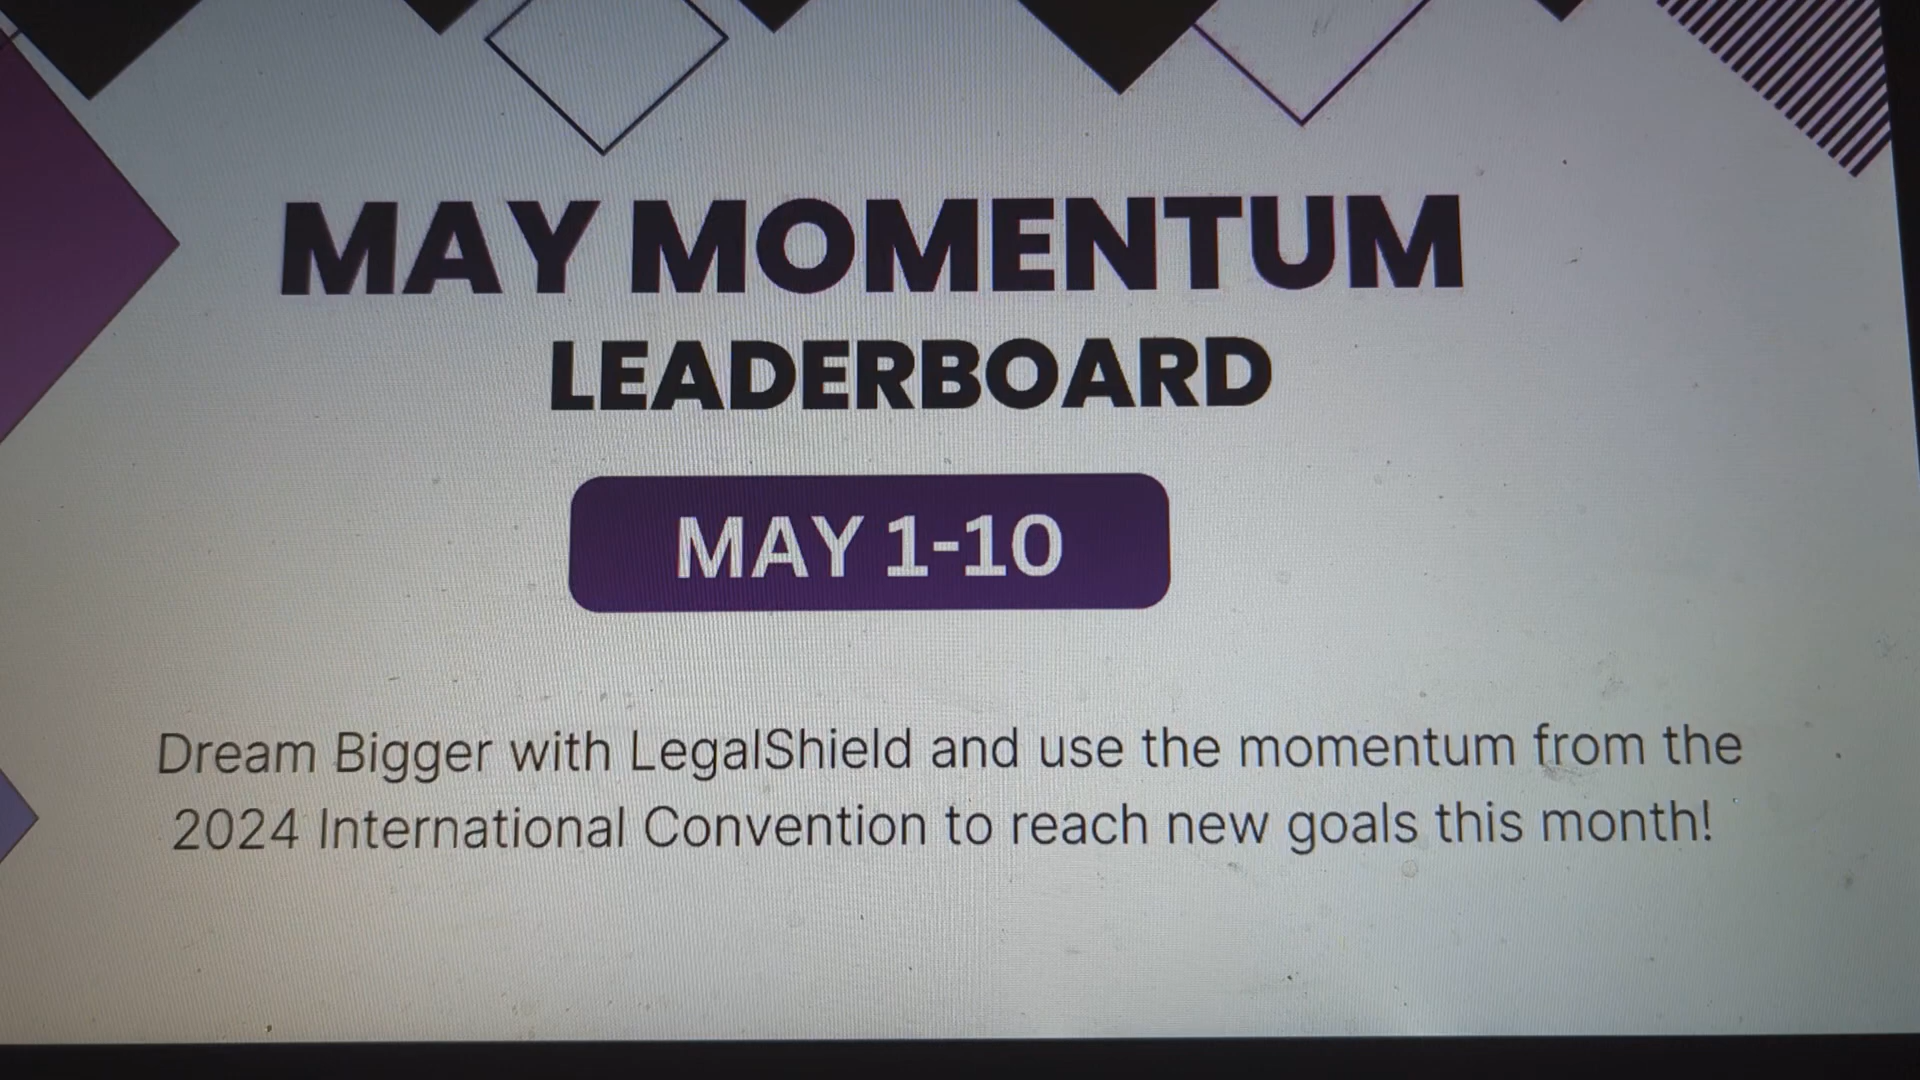 MAY MOMENTUM
LEADERBOARD
MAY 1-10
Dream Bigger with LegalShield and use the momentum from the
2024 International Convention to reach new goals this month!